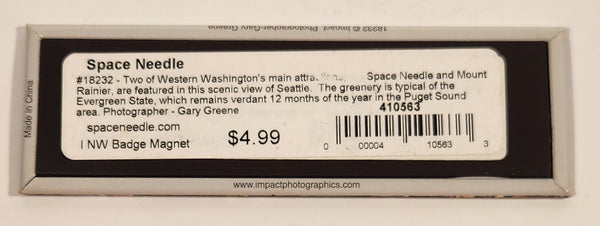 18232 © Impact Photographer-Gary Greene
Space Needle
#18232 - Two of Western Washington's main Space Needle and Mount
Rainier, are featured in this scenic view of Seattle. The greenery is typical of the
Evergreen State, which remains verdant 12 months of the year in the Puget Sound
area. Photographer - Gary Greene
410563
spaceneedle.com
I NW Badge Magnet
$4.99
0 00004 10563 3
Made in China
www.impactphotographics.com